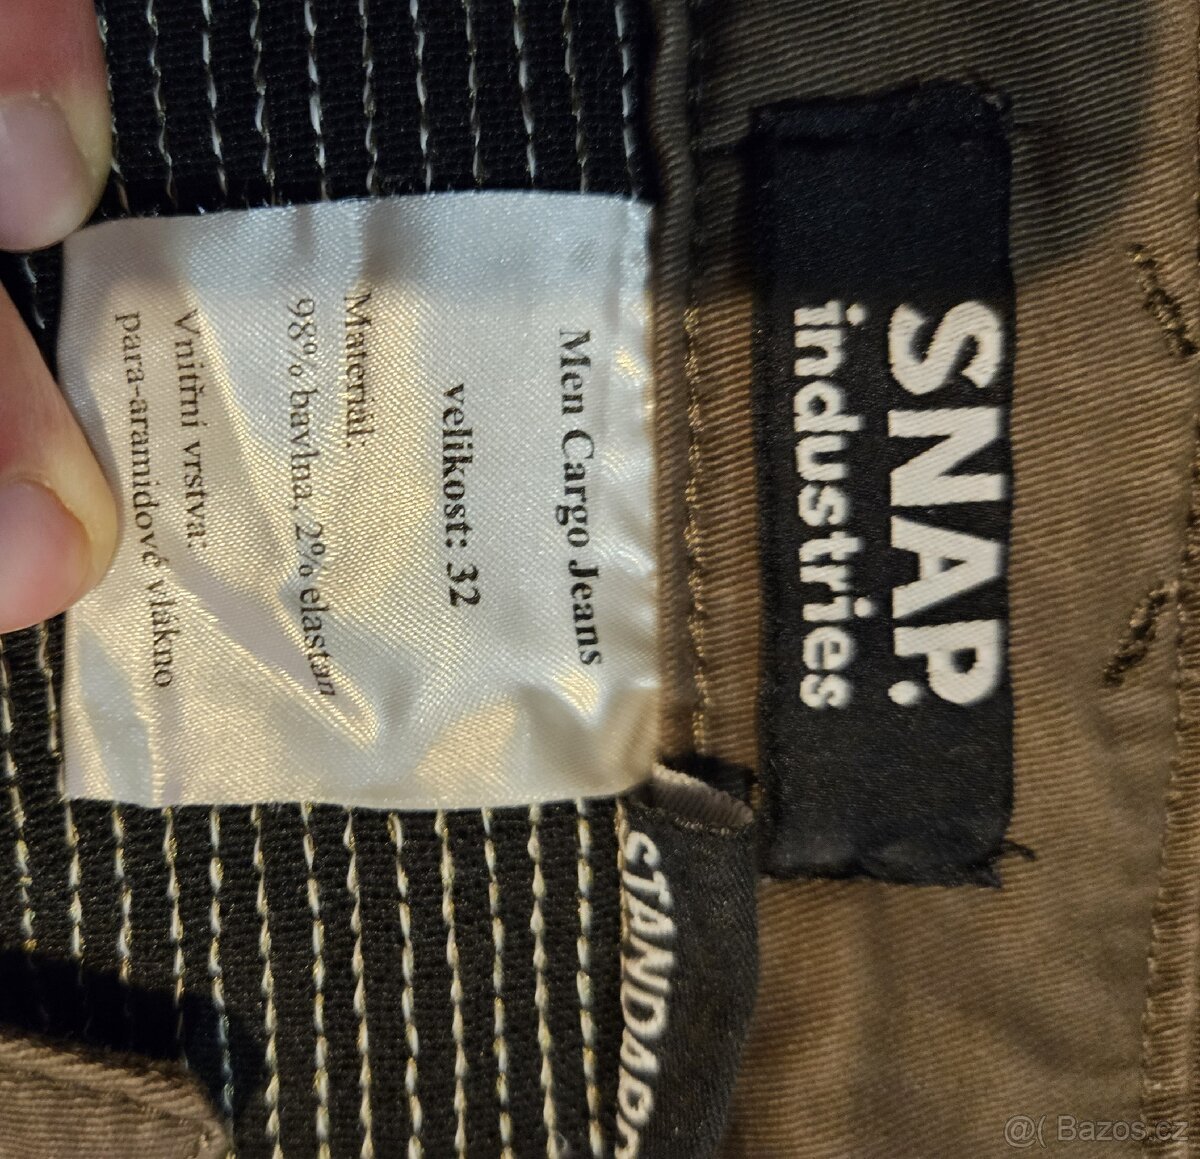 SNAP.
industries
Men Cargo Jeans
velikost: 32
Materiál:
98% bavlna, 2% elastan
Vnitřní vrstva:
para-aramidové vlákno
STANDARD
@( Bazos.cz